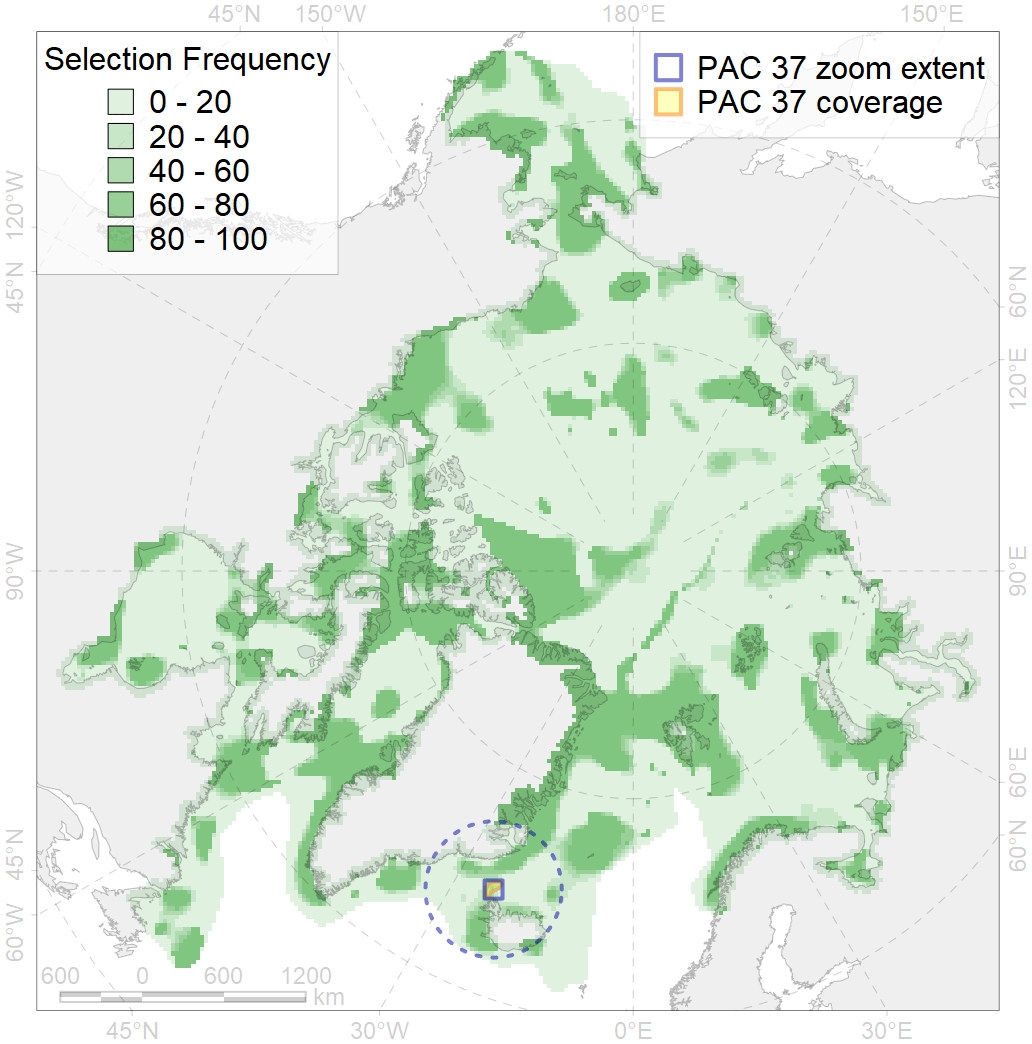 45°N 150°W 180°E 150°E
Selection Frequency
0 - 20
20 - 40
40 - 60
60 - 80
80 - 100
PAC 37 zoom extent
PAC 37 coverage
120°W
45°N
90°W
45°N
60°W
60°N
120°E
90°E
60°E
60°N
600 0 600 1200
km
45°W 30°W 0°E 30°E